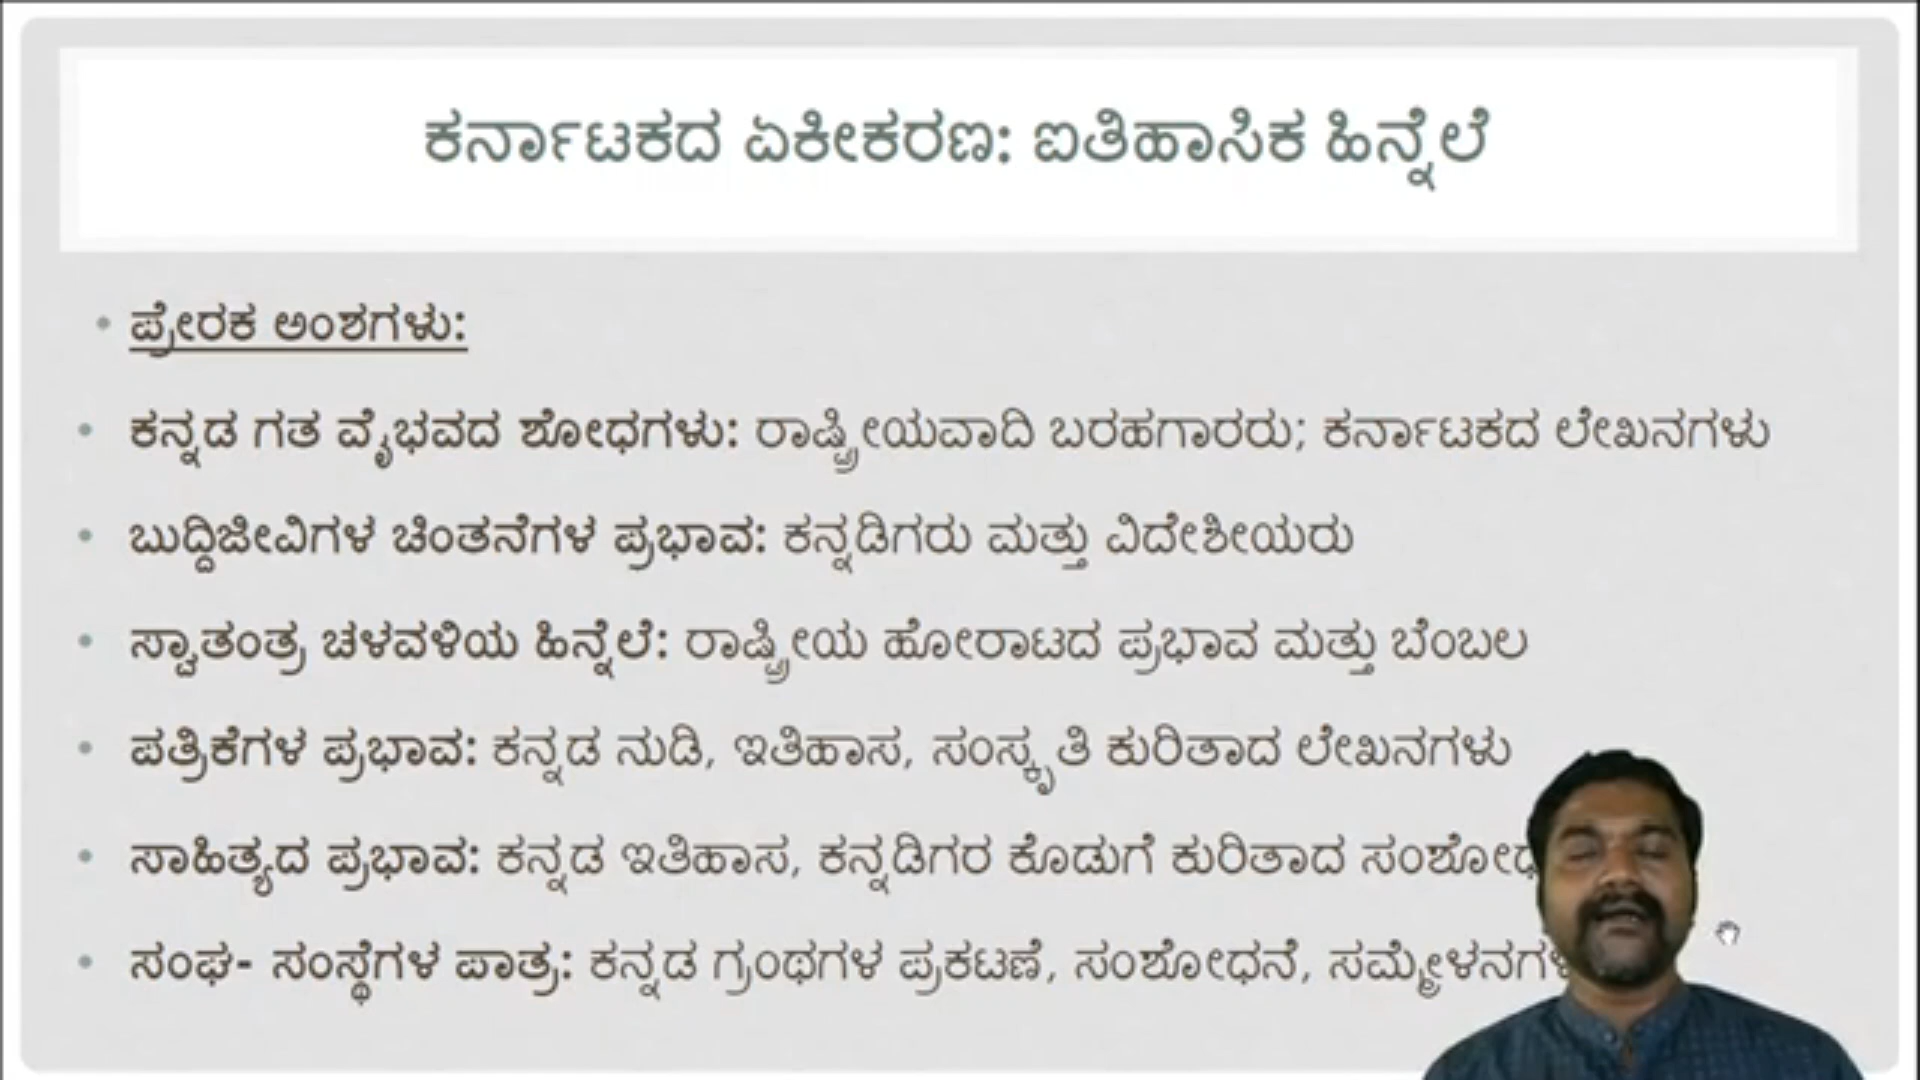 ಕರ್ನಾಟಕದ ಏಕೀಕರಣ: ಐತಿಹಾಸಿಕ ಹಿನ್ನೆಲೆ
• ಪ್ರೇರಕ ಅಂಶಗಳು:
• ಕನ್ನಡ ಗತ ವೈಭವದ ಶೋಧಗಳು: ರಾಷ್ಟ್ರೀಯವಾದಿ ಬರಹಗಾರರು; ಕರ್ನಾಟಕದ ಲೇಖನಗಳು
• ಬುದ್ಧಿಜೀವಿಗಳ ಚಿಂತನೆಗಳ ಪ್ರಭಾವ: ಕನ್ನಡಿಗರು ಮತ್ತು ವಿದೇಶೀಯರು
• ಸ್ವಾತಂತ್ರ ಚಳವಳಿಯ ಹಿನ್ನೆಲೆ: ರಾಷ್ಟ್ರೀಯ ಹೋರಾಟದ ಪ್ರಭಾವ ಮತ್ತು ಬೆಂಬಲ
• ಪತ್ರಿಕೆಗಳ ಪ್ರಭಾವ: ಕನ್ನಡ ನುಡಿ, ಇತಿಹಾಸ, ಸಂಸ್ಕೃತಿ ಕುರಿತಾದ ಲೇಖನಗಳು
• ಸಾಹಿತ್ಯದ ಪ್ರಭಾವ: ಕನ್ನಡ ಇತಿಹಾಸ, ಕನ್ನಡಿಗರ ಕೊಡುಗೆ ಕುರಿತಾದ
• ಸಂಘ- ಸಂಸ್ಥೆಗಳ ಪಾತ್ರ: ಕನ್ನಡ ಗ್ರಂಥಗಳ ಪ್ರಕಟಣೆ, ಸಂಶೋಧನೆ,